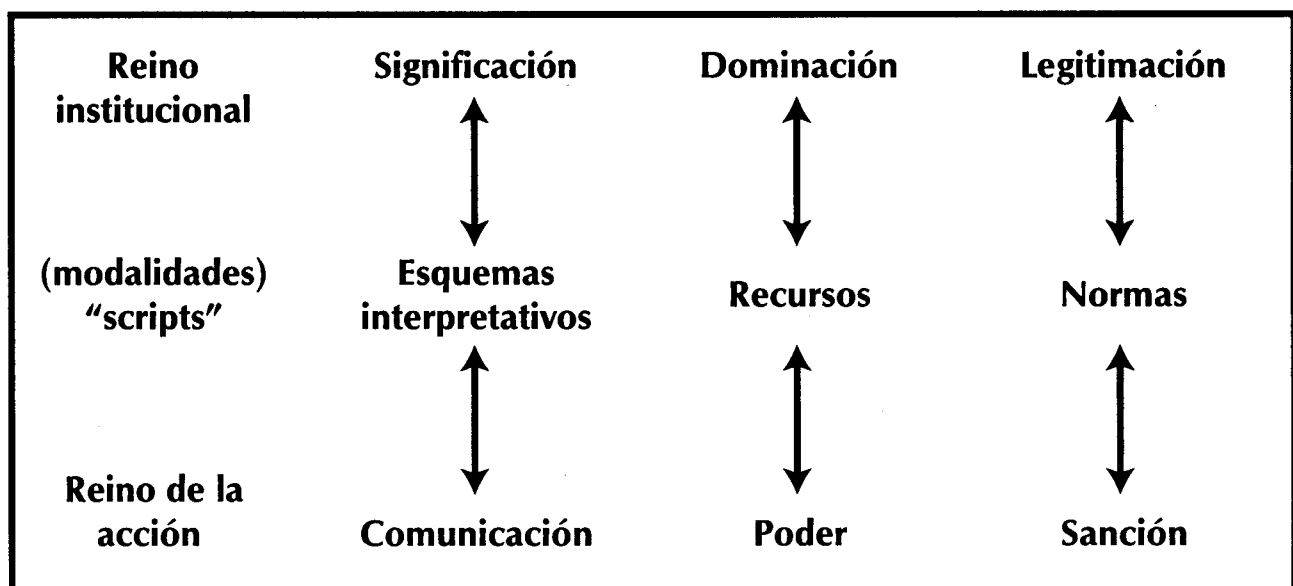 Reino
institucional
Significación
Dominación
Legitimación
(modalidades)
“scripts”
Esquemas
interpretativos
Recursos
Normas
Reino de la
acción
Comunicación
Poder
Sanción